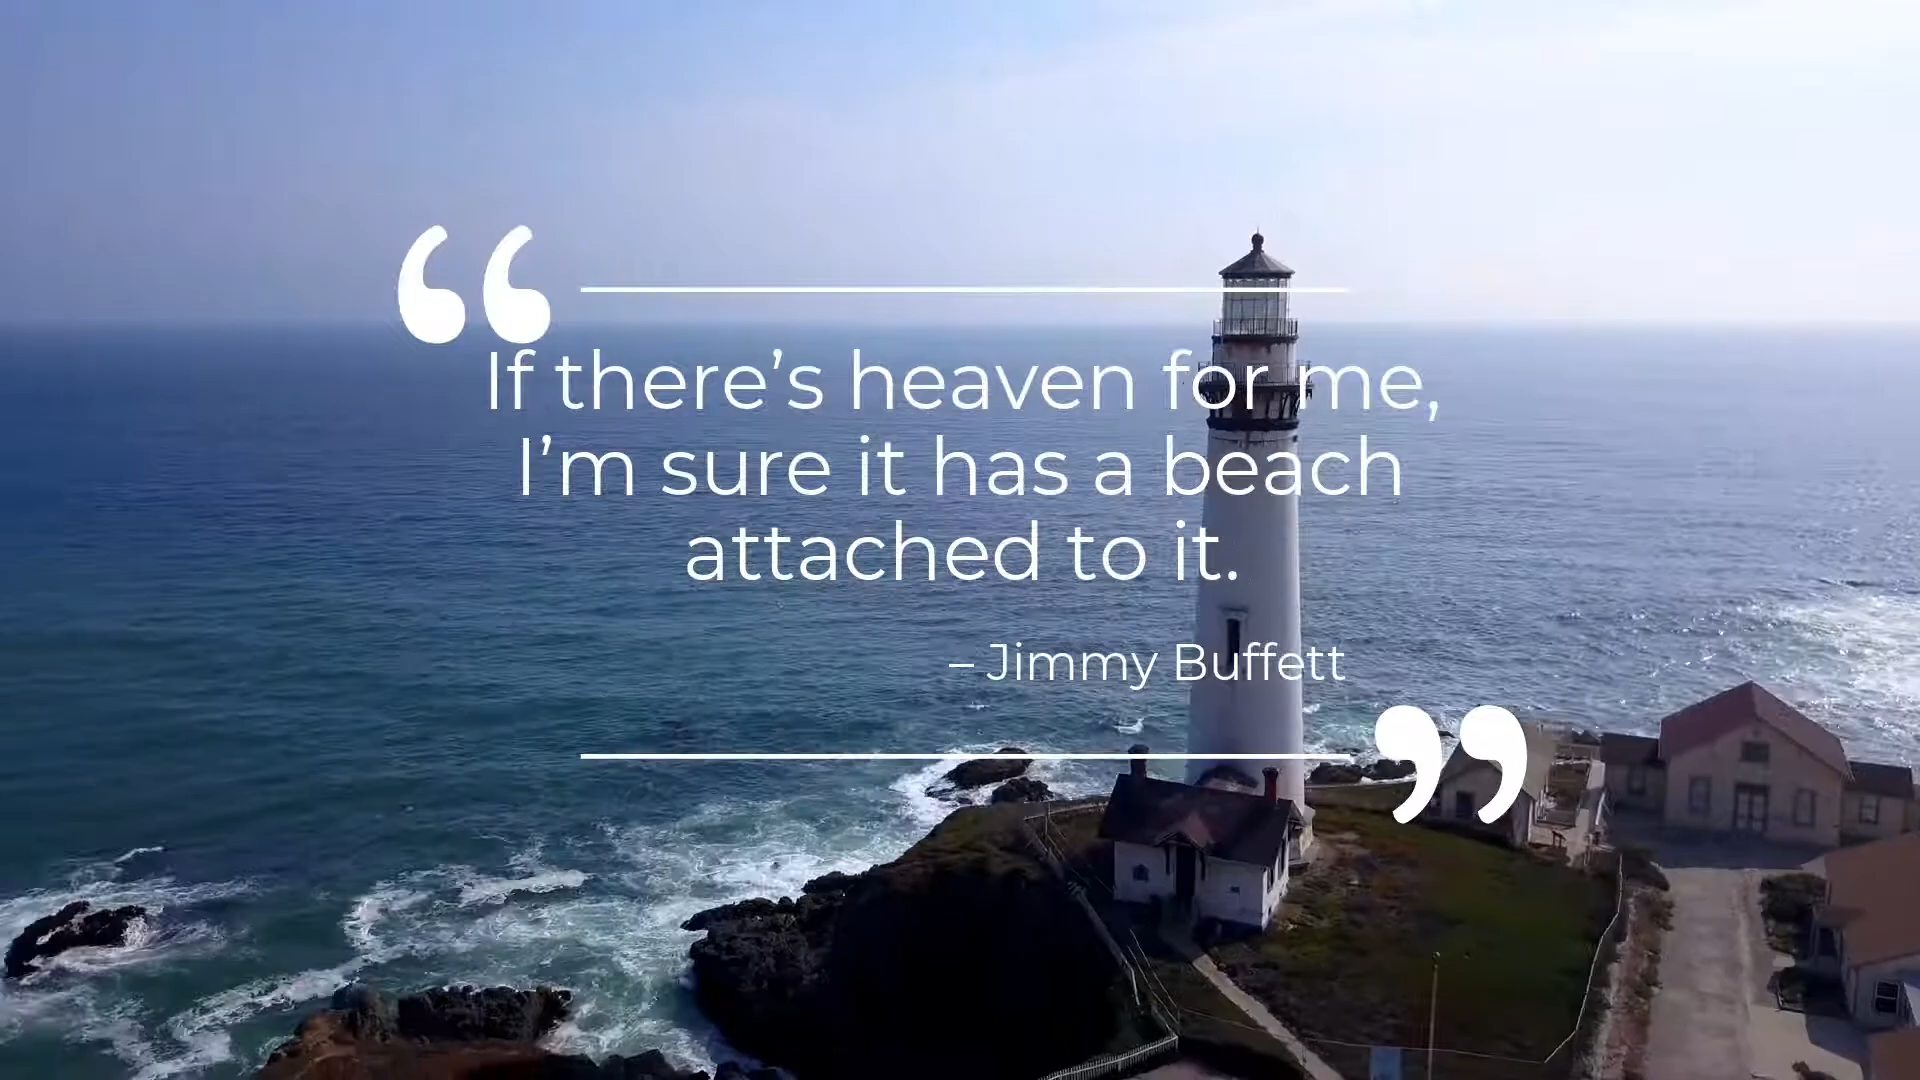 “
If there’s heaven for me,
I’m sure it has a beach
attached to it.
– Jimmy Buffett
”